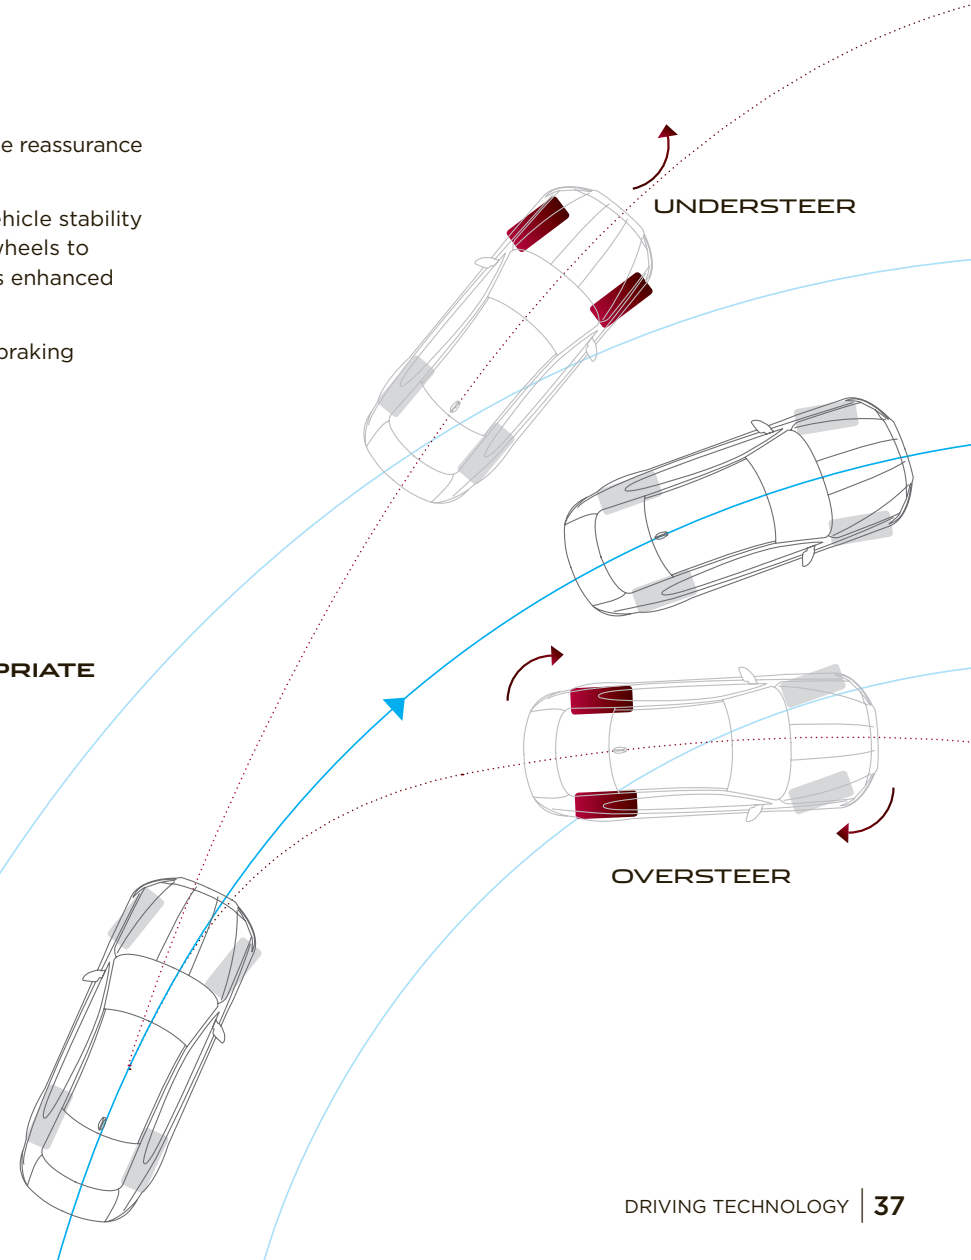 e reassurance
hicle stability
wheels to
s enhanced
braking
UNDERSTEER
PRIATE
OVERSTEER
DRIVING TECHNOLOGY 37